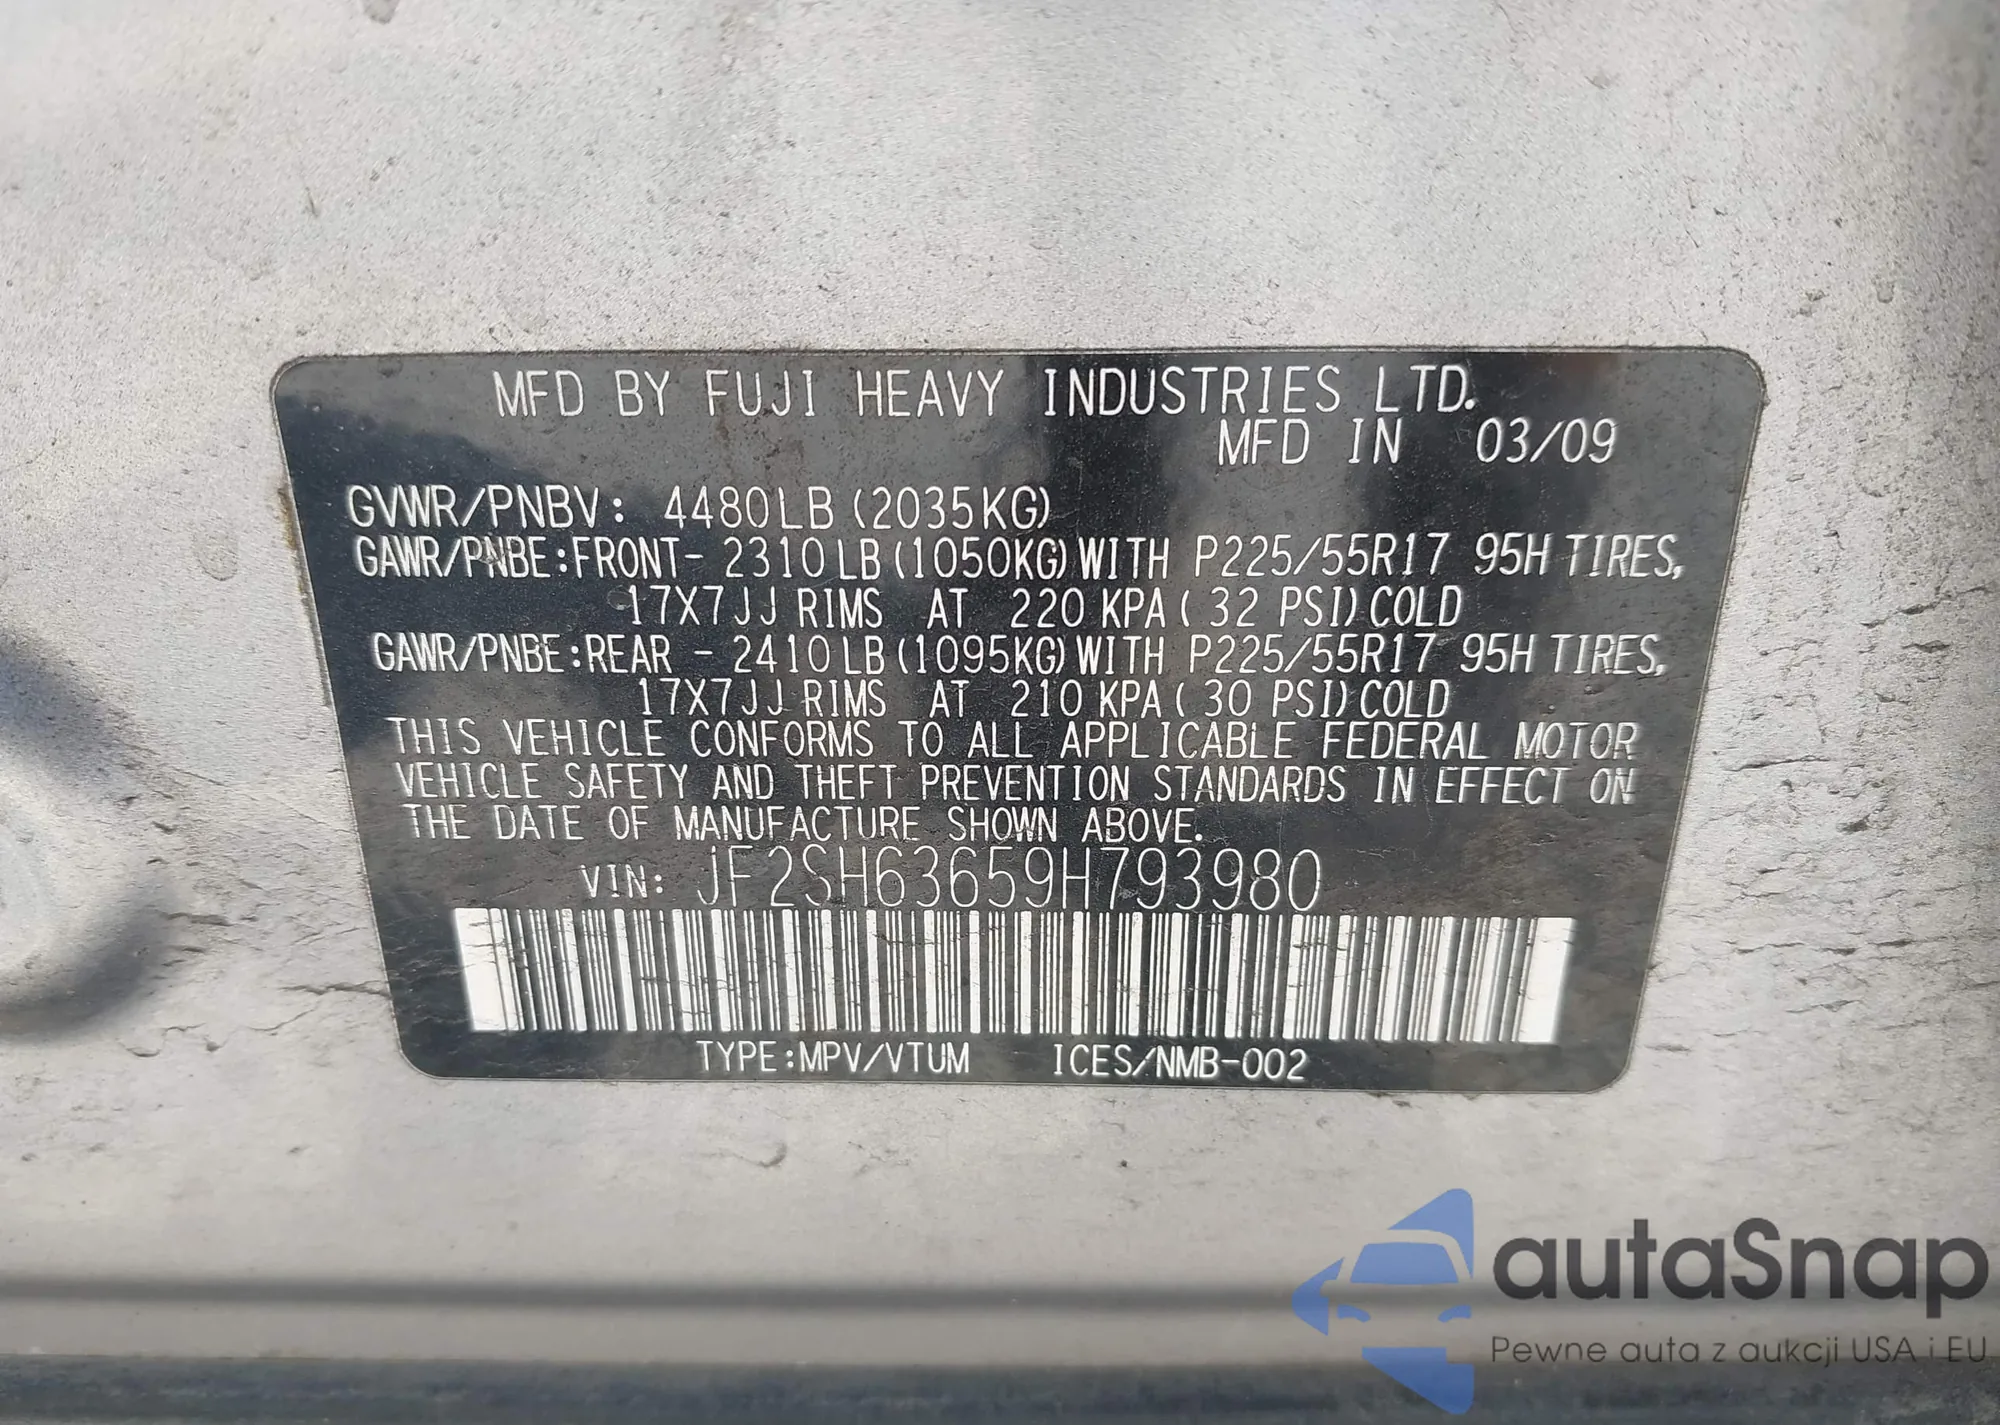 MFD BY FUJI HEAVY INDUSTRIES LTD.
MFD IN 03/09
GVWR/PNBV: 4480LB (2035KG)
GAWR/PNBE:FRONT- 2310LB(1050KG)WITH P225/55R17 95H TIRES,
17X7JJ RIMS AT 220 KPA( 32 PSI)COLD
GAWR/PNBE:REAR - 2410LB(1095KG)WITH P225/55R17 95H TIRES,
17X7JJ RIMS AT 210 KPA( 30 PSI)COLD
THIS VEHICLE CONFORMS TO ALL APPLICABLE FEDERAL MOTOR
VEHICLE SAFETY AND THEFT PREVENTION STANDARDS IN EFFECT ON
THE DATE OF MANUFACTURE SHOWN ABOVE.
VIN: JF2SH63659H793980
TYPE:MPV/VTUM ICES/NMB-002
autaSnap
Pewne auta z aukcji USA i EU